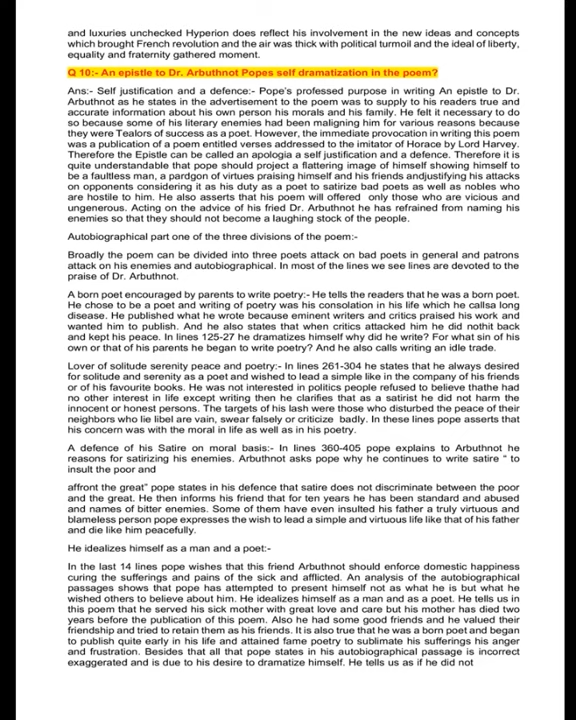 and luxuries unchecked Hyperion does reflect his involvement in the new ideas and concepts
which brought French revolution and the air was thick with political turmoil and the ideal of liberty,
equality and fraternity gathered moment.
Q 10:- An epistle to Dr. Arbuthnot Popes self dramatization in the poem?
Ans:- Self justification and a defence:- Pope's professed purpose in writing An epistle to Dr.
Arbuthnot as he states in the advertisement to the poem was to supply to his readers true and
accurate information about his own person his morals and his family. He felt it necessary to do
so because some of his literary enemies had been maligning him for various reasons because
they were Tealors of success as a poet. However, the immediate provocation in writing this poem
was a publication of a poem entitled verses addressed to the imitator of Horace by Lord Harvey.
Therefore the Epistle can be called an apologia a self justification and a defence. Therefore it is
quite understandable that pope should project a flattering image of himself showing himself to
be a faultless man, a pardgon of virtues praising himself and his friends andjustifying his attacks
on opponents considering it as his duty as a poet to satirize bad poets as well as nobles who
are hostile to him. He also asserts that his poem will offered only those who are vicious and
ungenerous. Acting on the advice of his fried Dr. Arbuthnot he has refrained from naming his
enemies so that they should not become a laughing stock of the people.
Autobiographical part one of the three divisions of the poem:-
Broadly the poem can be divided into three poets attack on bad poets in general and patrons
attack on his enemies and autobiographical. In most of the lines we see lines are devoted to the
praise of Dr. Arbuthnot.
A born poet encouraged by parents to write poetry:- He tells the readers that he was a born poet.
He chose to be a poet and writing of poetry was his consolation in his life which he callsa long
disease. He published what he wrote because eminent writers and critics praised his work and
wanted him to publish. And he also states that when critics attacked him he did nothit back
and kept his peace. In lines 125-27 he dramatizes himself why did he write? For what sin of his
own or that of his parents he began to write poetry? And he also calls writing an idle trade.
Lover of solitude serenity peace and poetry:- In lines 261-304 he states that he always desired
for solitude and serenity as a poet and wished to lead a simple like in the company of his friends
or of his favourite books. He was not interested in politics people refused to believe thathe had
no other interest in life except writing then he clarifies that as a satirist he did not harm the
innocent or honest persons. The targets of his lash were those who disturbed the peace of their
neighbors who lie libel are vain, swear falsely or criticize badly. In these lines pope asserts that
his concern was with the moral in life as well as in his poetry.
A defence of his Satire on moral basis:- In lines 360-405 pope explains to Arbuthnot he
reasons for satirizing his enemies. Arbuthnot asks pope why he continues to write satire " to
insult the poor and
affront the great" pope states in his defence that satire does not discriminate between the poor
and the great. He then informs his friend that for ten years he has been standard and abused
and names of bitter enemies. Some of them have even insulted his father a truly virtuous and
blameless person pope expresses the wish to lead a simple and virtuous life like that of his father
and die like him peacefully.
He idealizes himself as a man and a poet:-
In the last 14 lines pope wishes that this friend Arbuthnot should enforce domestic happiness
curing the sufferings and pains of the sick and afflicted. An analysis of the autobiographical
passages shows that pope has attempted to present himself not as what he is but what he
wished others to believe about him. He idealizes himself as a man and as a poet. He tells us in
this poem that he served his sick mother with great love and care but his mother has died two
years before the publication of this poem. Also he had some good friends and he valued their
friendship and tried to retain them as his friends. It is also true that he was a born poet and began
to publish quite early in his life and attained fame poetry to sublimate his sufferings his anger
and frustration. Besides that all that pope states in his autobiographical passage is incorrect
exaggerated and is due to his desire to dramatize himself. He tells us as if he did not